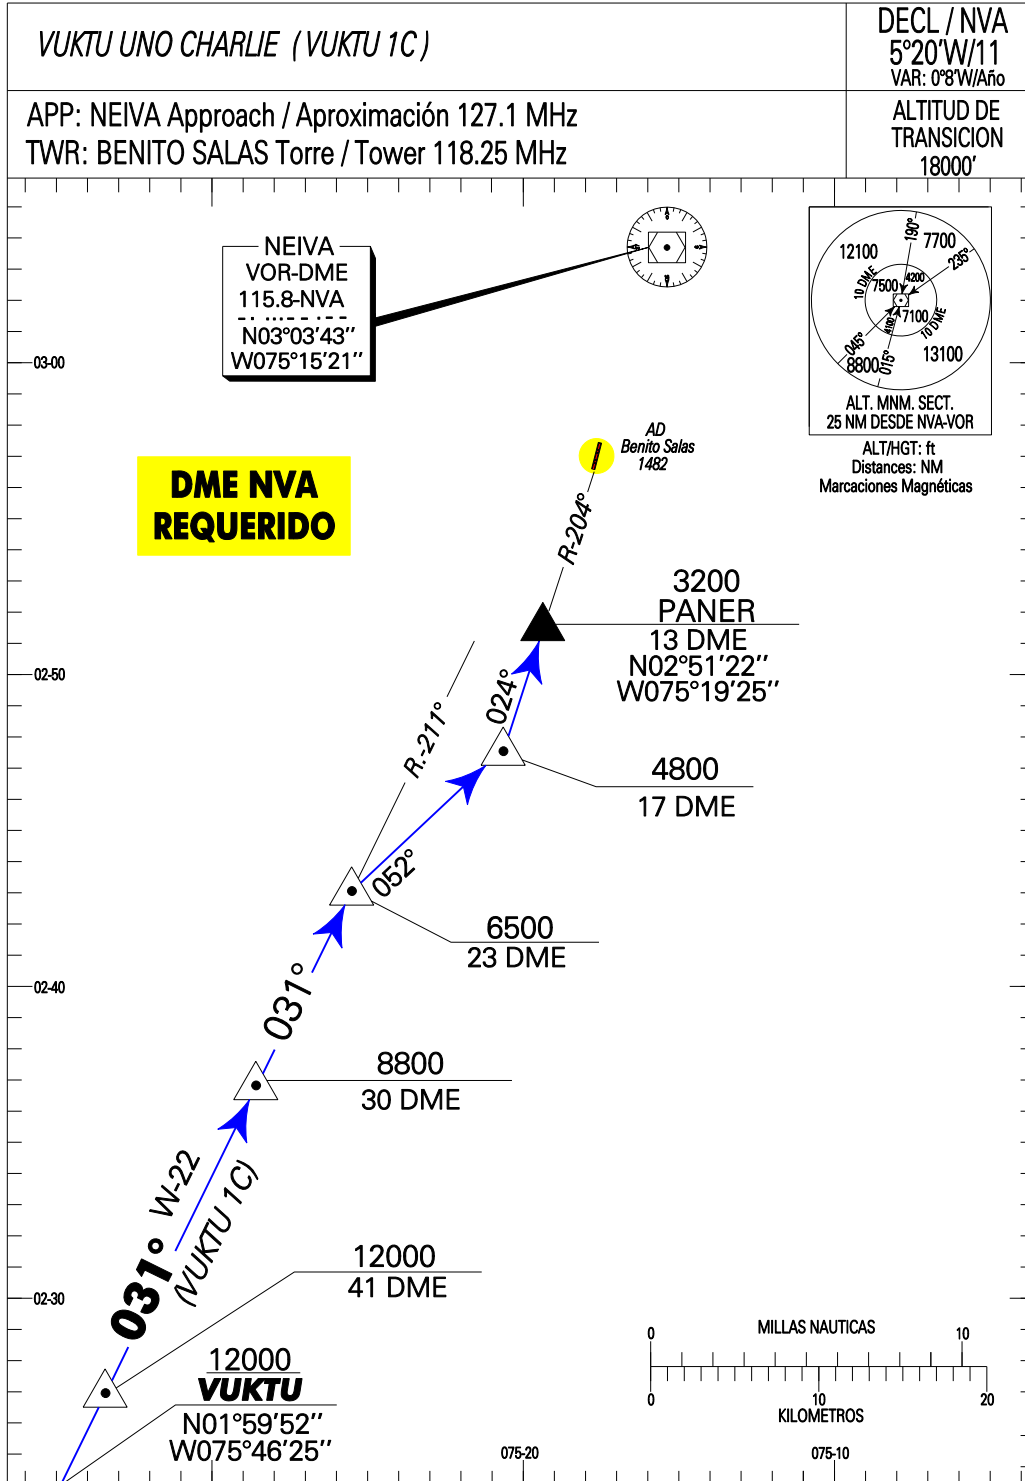 VUKTU UNO CHARLIE ( VUKTU 1C )
DECL / NVA
5°20'W/11
VAR: 0°8'W/Año
APP: NEIVA Approach / Aproximación 127.1 MHz
TWR: BENITO SALAS Torre / Tower 118.25 MHz
ALTITUD DE
TRANSICION
18000'
NEIVA
VOR-DME
115.8-NVA
-. ...- .-
N03°03'43''
W075°15'21''
12100
7700
190°
235°
10 DME
7500
4200
7100
4100
10 DME
045°
015°
8800
13100
ALT. MNM. SECT.
25 NM DESDE NVA-VOR
ALT/HGT: ft
Distances: NM
Marcaciones Magnéticas
03-00
AD
Benito Salas
1482
DME NVA
REQUERIDO
R-204°
3200
PANER
13 DME
N02°51'22''
W075°19'25''
02-50
024°
R.-211°
4800
17 DME
052°
6500
23 DME
02-40
031°
8800
30 DME
W-22
(VUKTU 1C)
031°
12000
41 DME
02-30
12000
VUKTU
N01°59'52''
W075°46'25''
MILLAS NAUTICAS
0 10
0 10 20
KILOMETROS
075-20
075-10